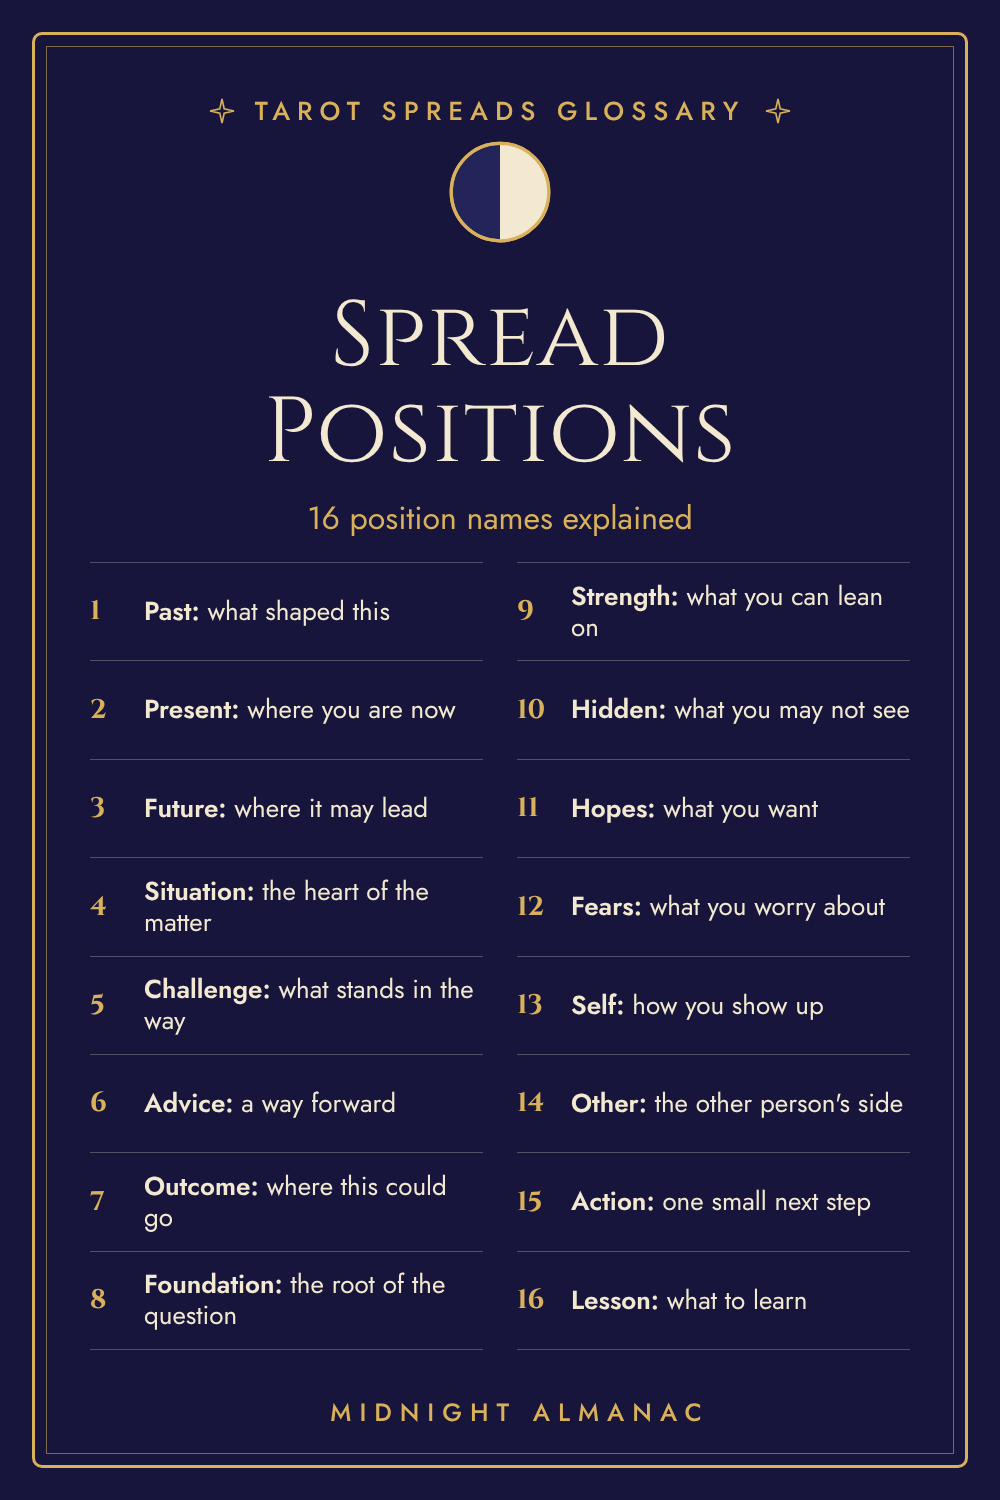 TAROT SPREADS GLOSSARY
Spread
Positions
16 position names explained
1 Past: what shaped this
2 Present: where you are now
3 Future: where it may lead
4 Situation: the heart of the
matter
5 Challenge: what stands in the
way
6 Advice: a way forward
7 Outcome: where this could
go
8 Foundation: the root of the
question
9 Strength: what you can lean
on
10 Hidden: what you may not see
11 Hopes: what you want
12 Fears: what you worry about
13 Self: how you show up
14 Other: the other person's side
15 Action: one small next step
16 Lesson: what to learn
MIDNIGHT ALMANAC